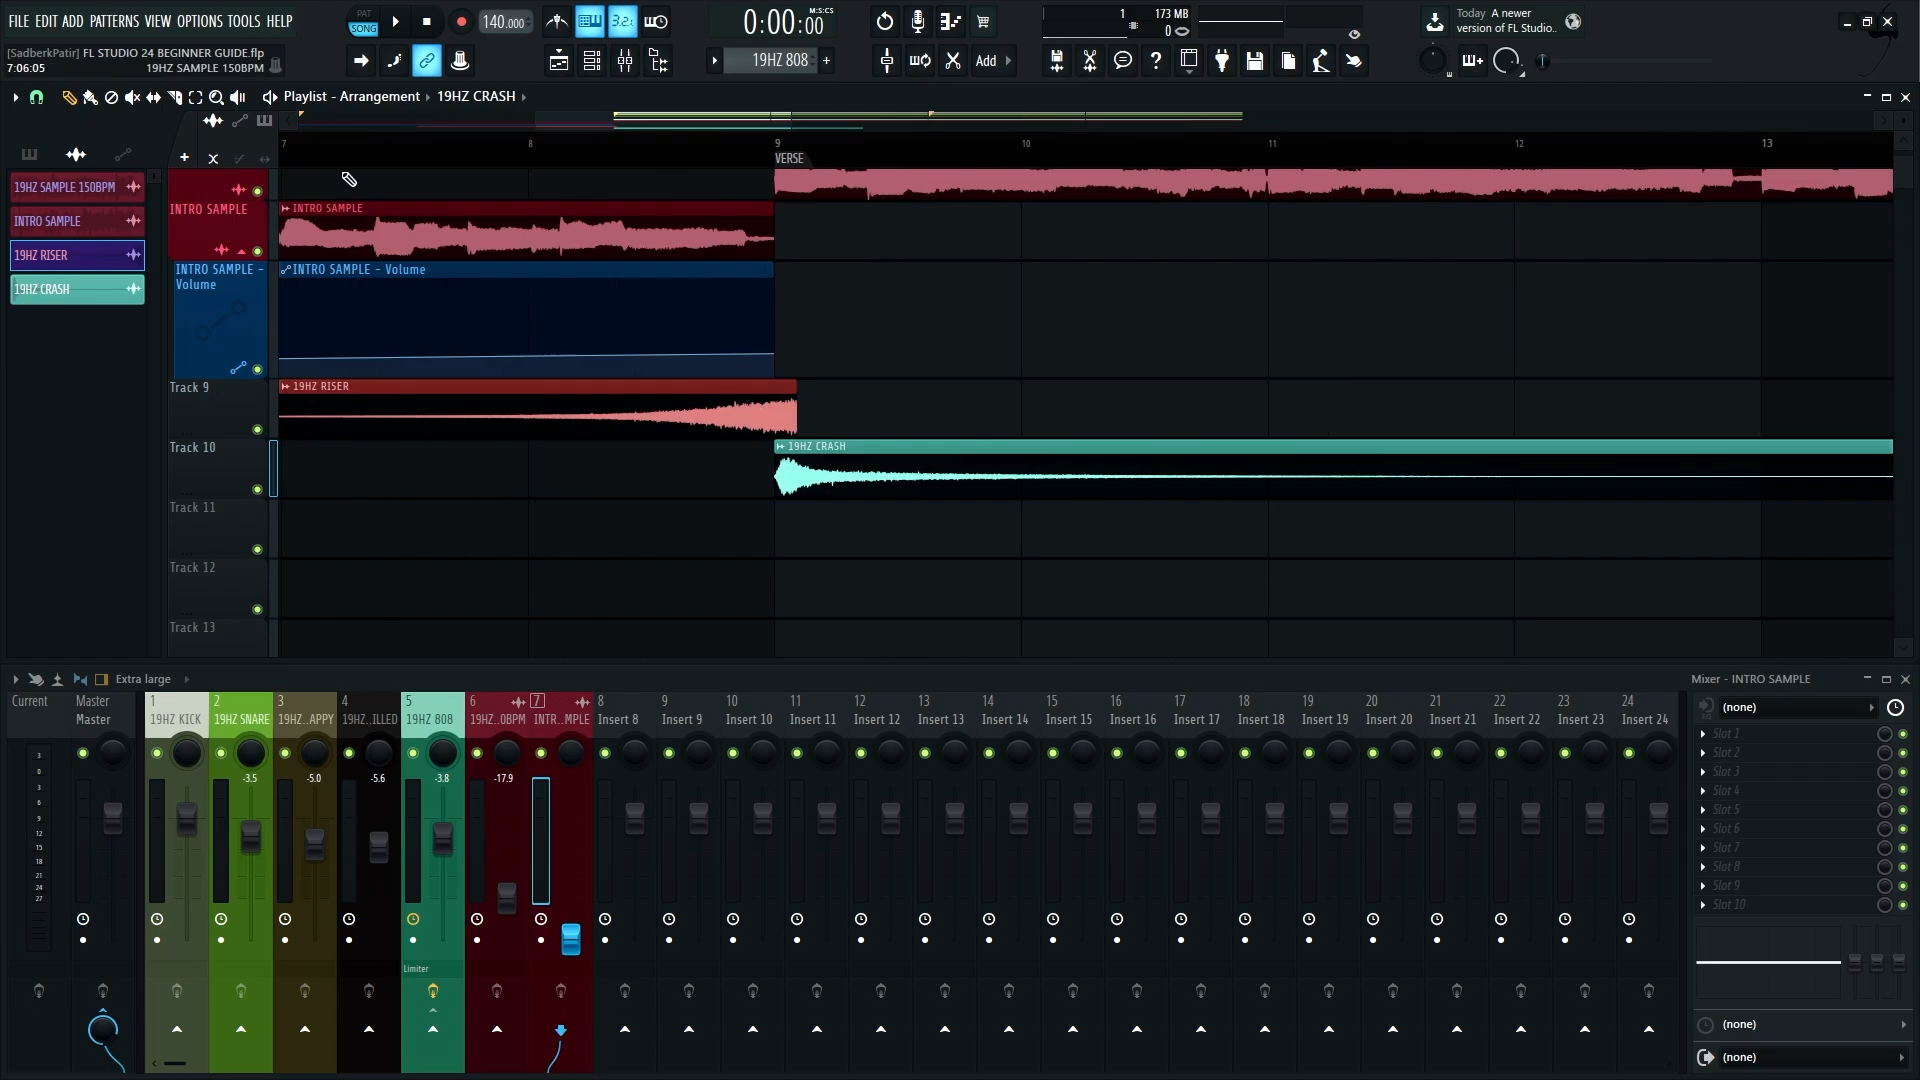 FILE EDIT ADD PATTERNS VIEW OPTIONS TOOLS HELP
PAT
SONG
140.000
3.2.
0:00:00
M:S:CS
1
173 MB
0
Today A newer
version of FL Studio..
[SadberkPatir] FL STUDIO 24 BEGINNER GUIDE.flp
7:06:05
19HZ SAMPLE 150BPM
19HZ 808
+
Add
?
Playlist - Arrangement
19HZ CRASH
7
8
9
10
11
12
13
VERSE
19HZ SAMPLE 150BPM
INTRO SAMPLE
19HZ RISER
19HZ CRASH
INTRO SAMPLE
INTRO SAMPLE
INTRO SAMPLE -
Volume
INTRO SAMPLE - Volume
Track 9
19HZ RISER
Track 10
19HZ CRASH
Track 11
Track 12
Track 13
Extra large
Mixer - INTRO SAMPLE
Current
Master
1
2
3
4
5
6
7
8
9
10
11
12
13
14
15
16
17
18
19
20
21
22
23
24
Master
19HZ KICK
19HZ SNARE
19HZ..APPY
19HZ..ILLED
19HZ 808
19HZ..0BPM
INTR..MPLE
Insert 8
Insert 9
Insert 10
Insert 11
Insert 12
Insert 13
Insert 14
Insert 15
Insert 16
Insert 17
Insert 18
Insert 19
Insert 20
Insert 21
Insert 22
Insert 23
Insert 24
-3.5
-5.0
-5.6
-3.8
-17.9
3
0
3
6
9
12
15
18
21
24
27
Limiter
(none)
Slot 1
Slot 2
Slot 3
Slot 4
Slot 5
Slot 6
Slot 7
Slot 8
Slot 9
Slot 10
(none)
(none)